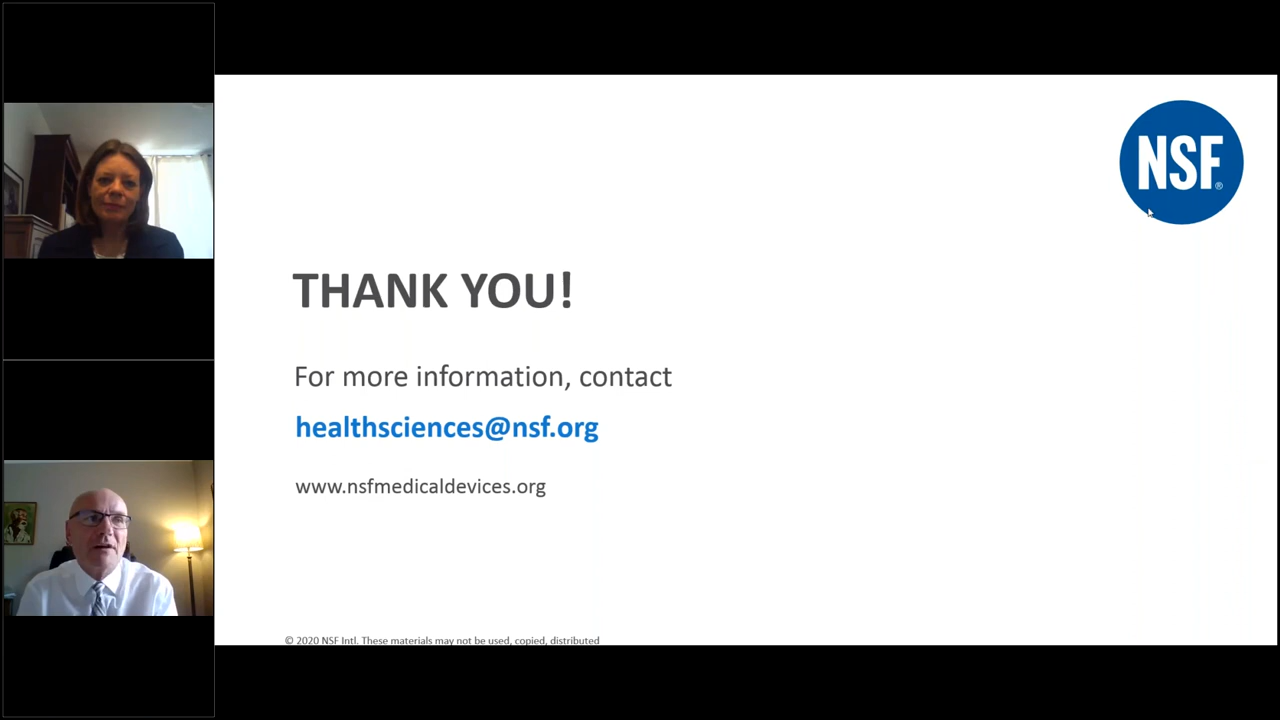 NSF®
THANK YOU!
For more information, contact
healthsciences@nsf.org
www.nsfmedicaldevices.org
© 2020 NSF Intl. These materials may not be used, copied, distributed